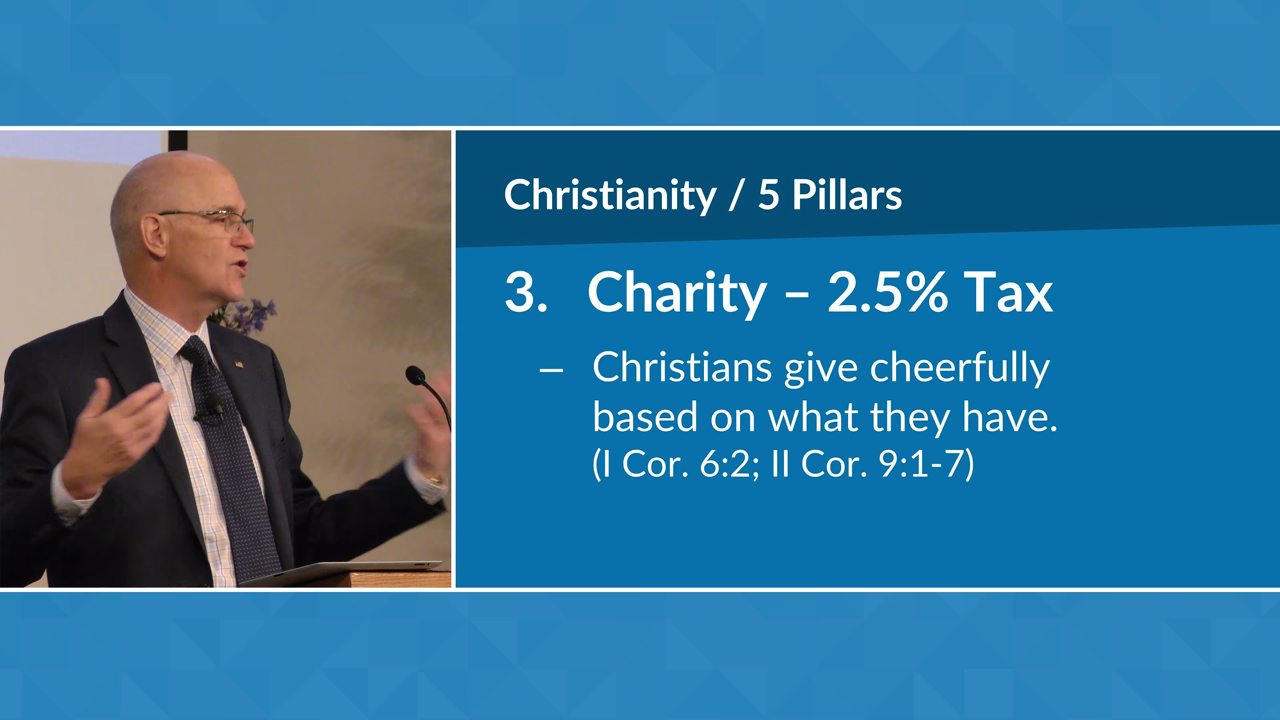 Christianity / 5 Pillars
3. Charity – 2.5% Tax
– Christians give cheerfully
based on what they have.
(I Cor. 6:2; II Cor. 9:1-7)